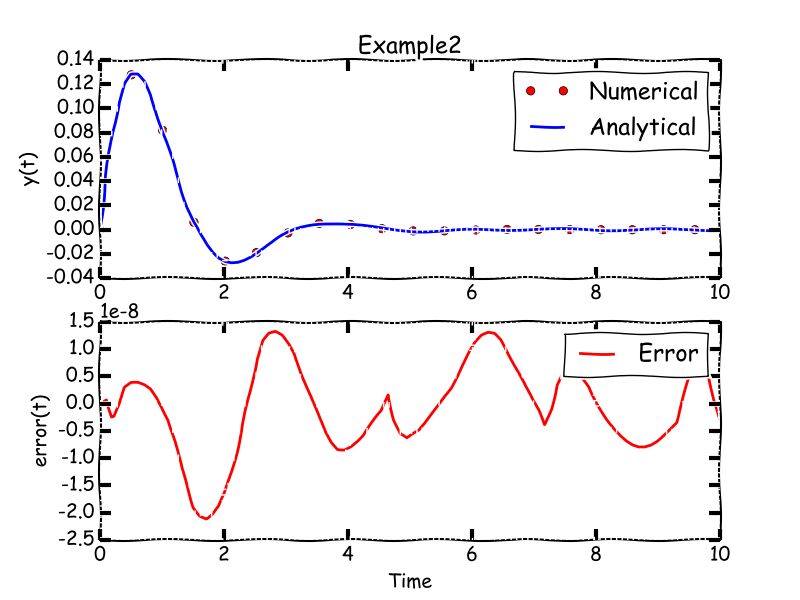 Example2
0.14
0.12
0.10
0.08
0.06
0.04
0.02
0.00
-0.02
-0.04
y(t)
Numerical
Analytical
0 2 4 6 8 10
1e-8
1.5
1.0
0.5
0.0
-0.5
-1.0
-1.5
-2.0
-2.5
error(t)
Error
0 2 4 6 8 10
Time